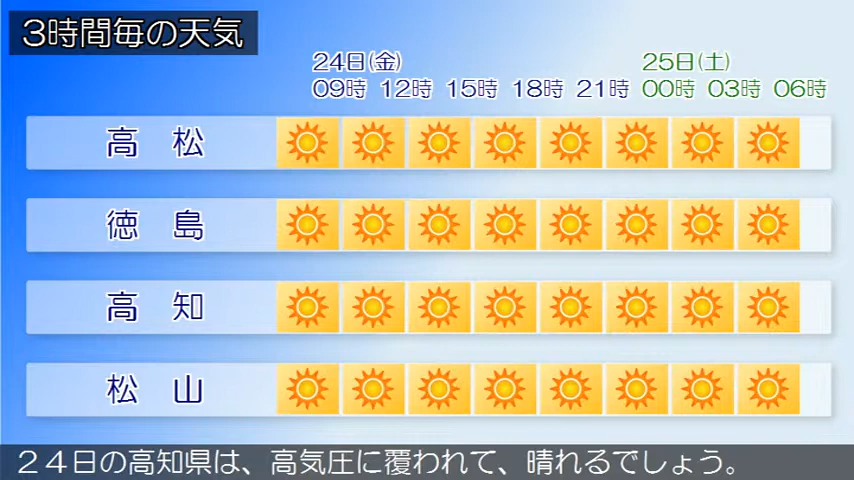 3時間毎の天気
24日(金) 25日(土)
09時 12時 15時 18時 21時 00時 03時 06時
高松
徳島
高知
松山
24日の高知県は、高気圧に覆われて、晴れるでしょう。